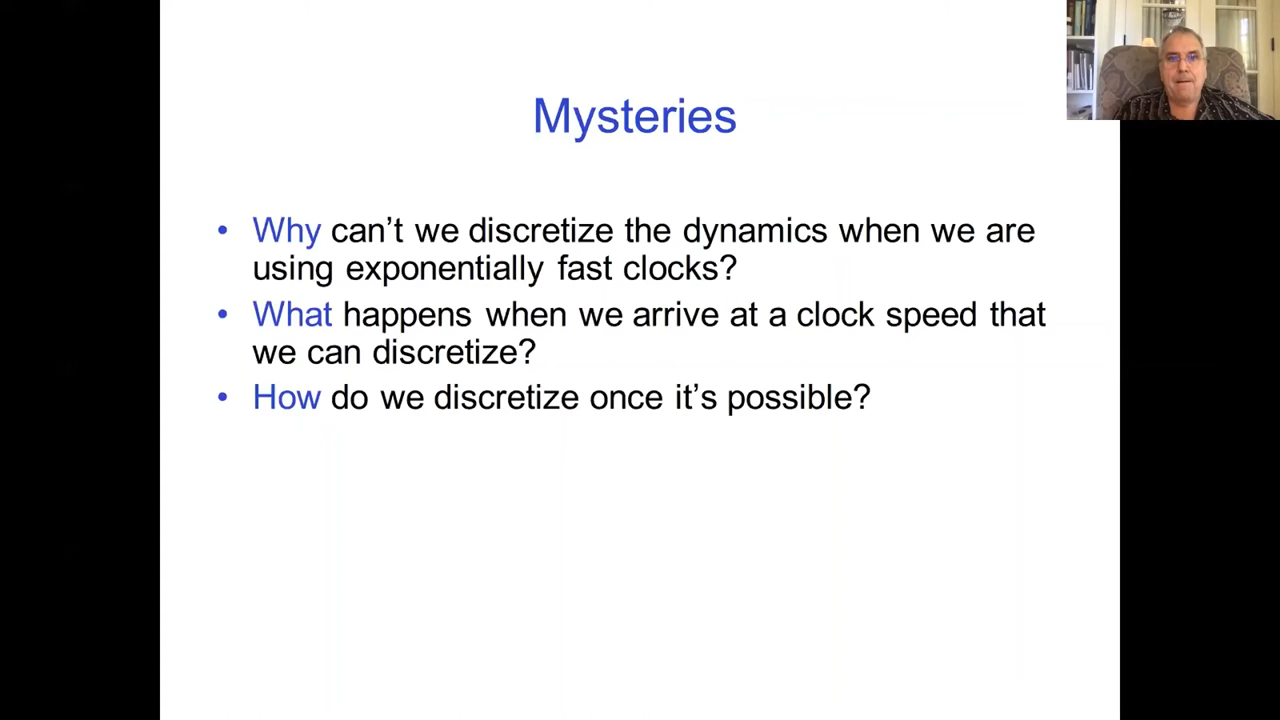 Mysteries
• Why can’t we discretize the dynamics when we are
using exponentially fast clocks?
• What happens when we arrive at a clock speed that
we can discretize?
• How do we discretize once it’s possible?